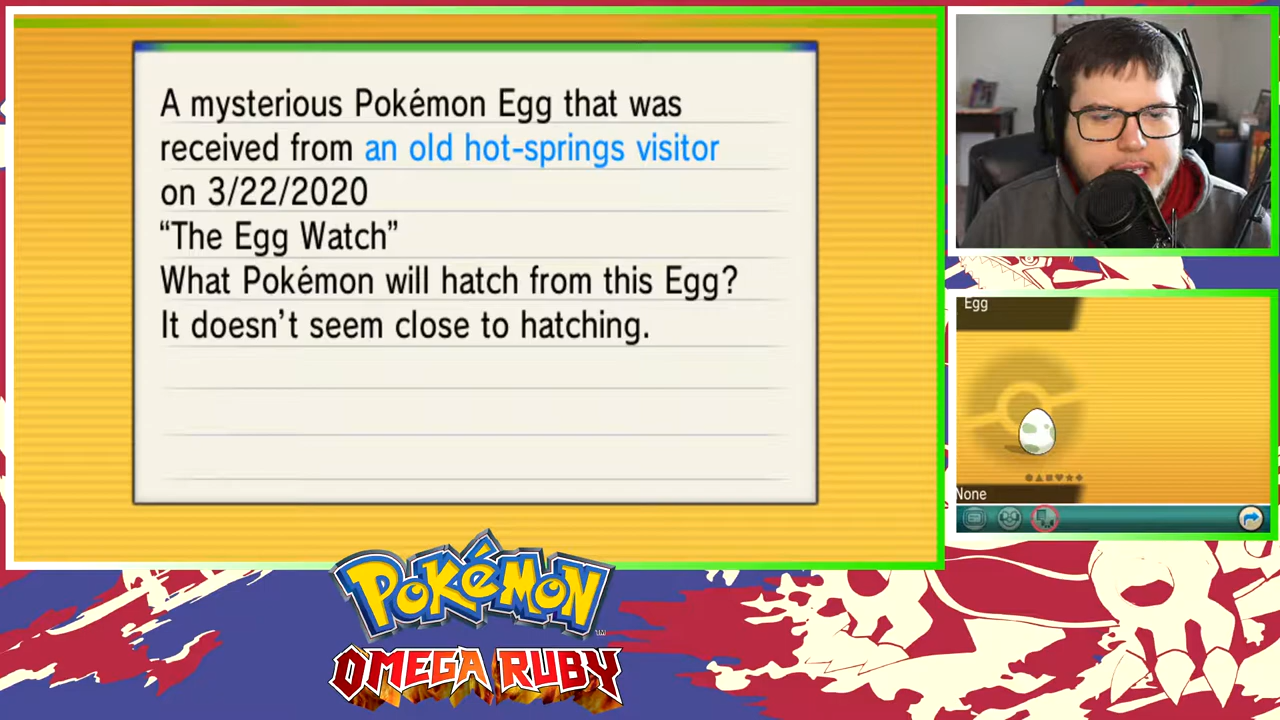 A mysterious Pokémon Egg that was
received from an old hot-springs visitor
on 3/22/2020
“The Egg Watch”
What Pokémon will hatch from this Egg?
It doesn't seem close to hatching.
Egg
None
POKéMON
TM
OMEGA RUBY